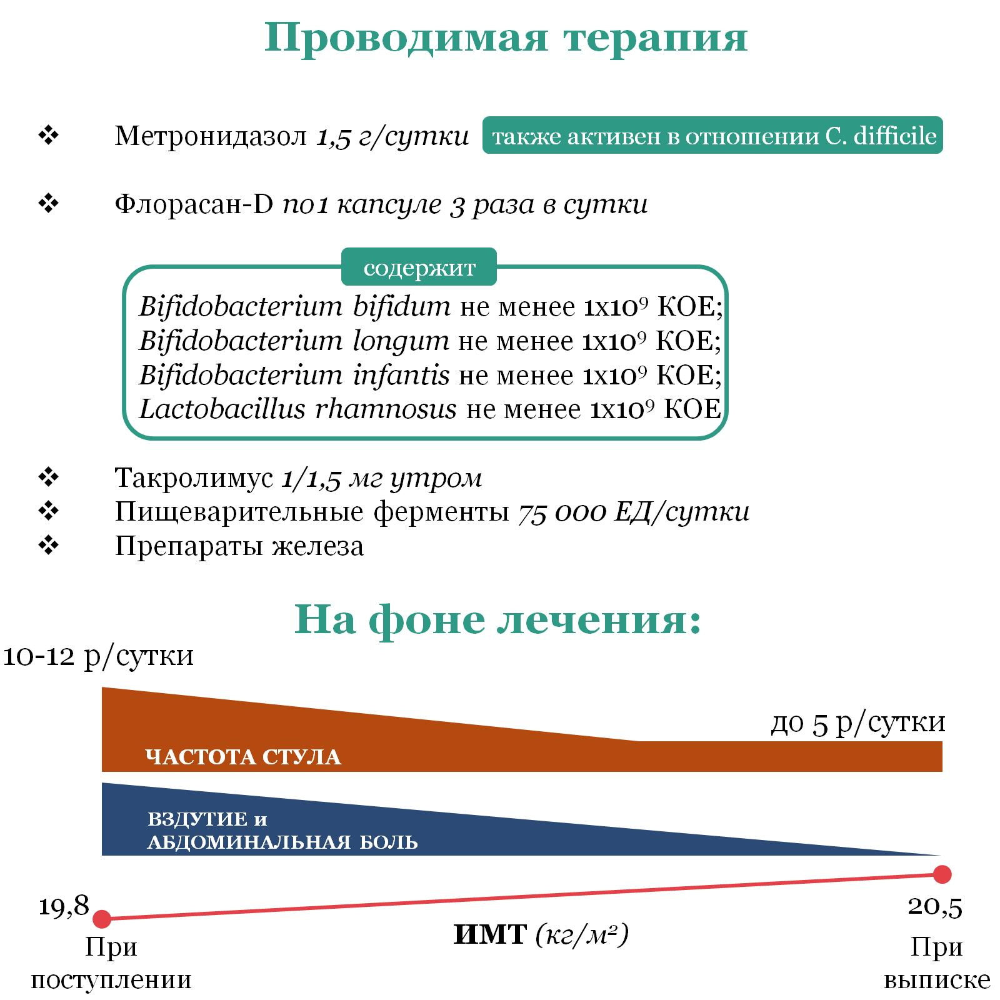 Проводимая терапия
❖ Метронидазол 1,5 г/сутки также активен в отношении C. difficile
❖ Флорасан-D по1 капсуле 3 раза в сутки
содержит
Bifidobacterium bifidum не менее 1x10⁹ КОЕ;
Bifidobacterium longum не менее 1x10⁹ КОЕ;
Bifidobacterium infantis не менее 1x10⁹ КОЕ;
Lactobacillus rhamnosus не менее 1x10⁹ КОЕ
❖ Такролимус 1/1,5 мг утром
❖ Пищеварительные ферменты 75 000 ЕД/сутки
❖ Препараты железа
На фоне лечения:
10-12 р/сутки
до 5 р/сутки
ЧАСТОТА СТУЛА
ВЗДУТИЕ и
АБДОМИНАЛЬНАЯ БОЛЬ
19,8
20,5
ИМТ (кг/м²)
При
поступлении
При
выписке